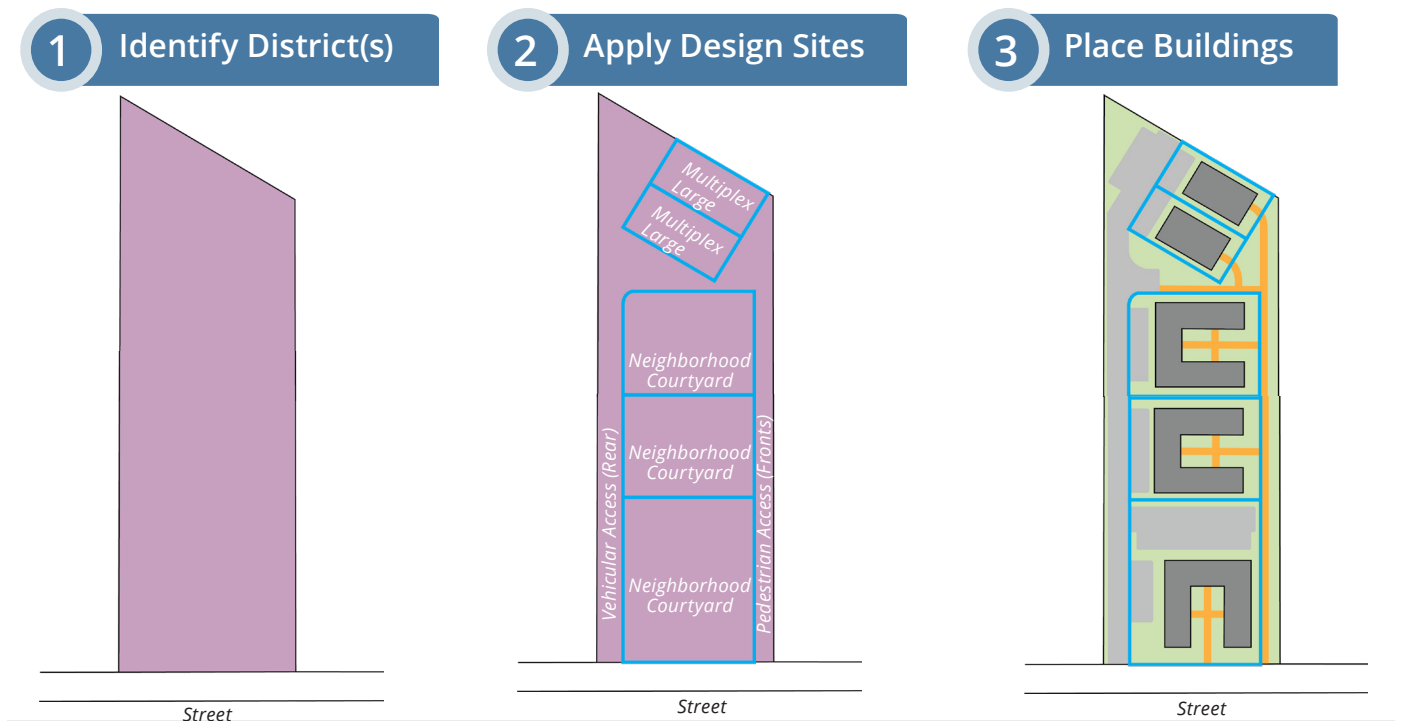 1 Identify District(s)
2 Apply Design Sites
3 Place Buildings
Multiplex
Large
Multiplex
Large
Neighborhood
Courtyard
Neighborhood
Courtyard
Neighborhood
Courtyard
Vehicular Access (Rear)
Pedestrian Access (Fronts)
Street
Street
Street